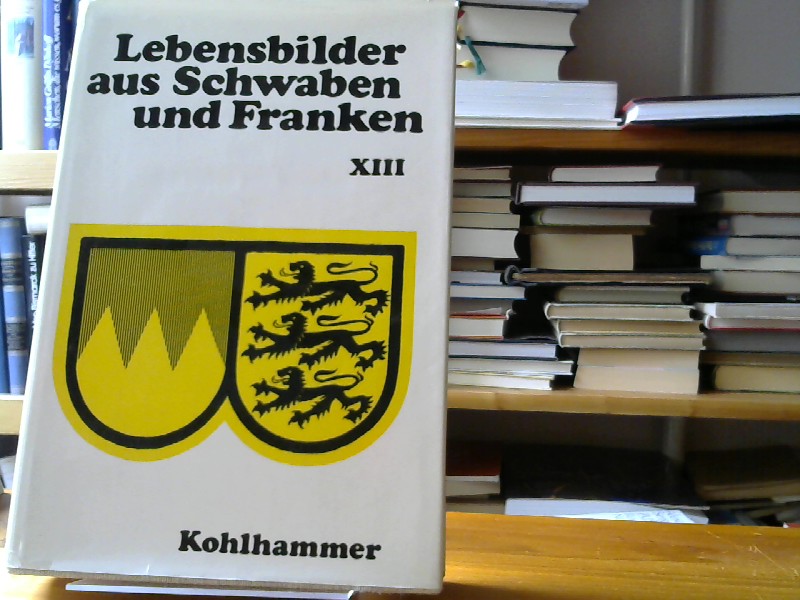 Lebensbilder
aus Schwaben
und Franken
XIII
Kohlhammer